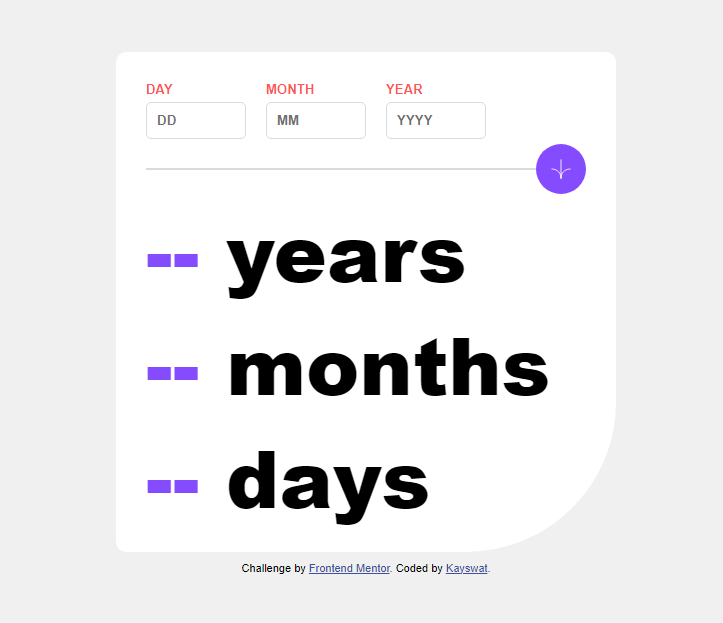 DAY MONTH YEAR
DD MM YYYY
-- years
-- months
-- days
Challenge by Frontend Mentor. Coded by Kayswat.